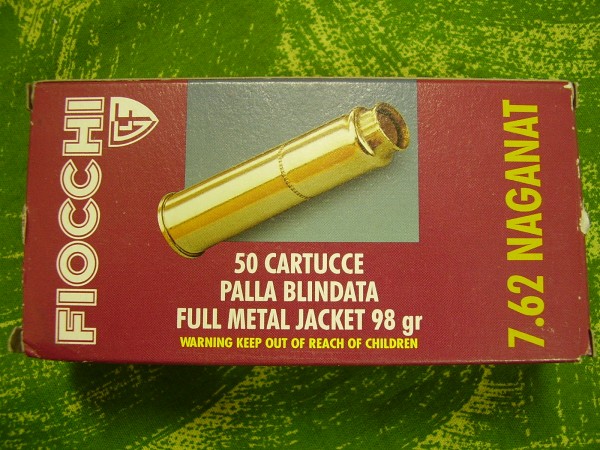 FIOCCHI
GFL
50 CARTUCCE
PALLA BLINDATA
FULL METAL JACKET 98 gr
WARNING KEEP OUT OF REACH OF CHILDREN
7.62 NAGANAT